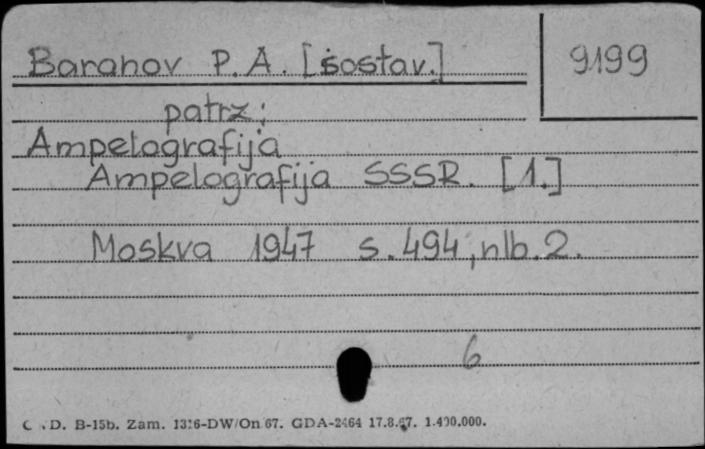 Baranov P. A. [sostav.]
9199
patrz:
Ampelografija
Ampelografija SSSR. [1.]
Moskva 1947 s. 494, nlb. 2.
6
D. B-15b. Zam. 1316-DW/On 67. GDA-2464 17.8.67. 1.400.000.